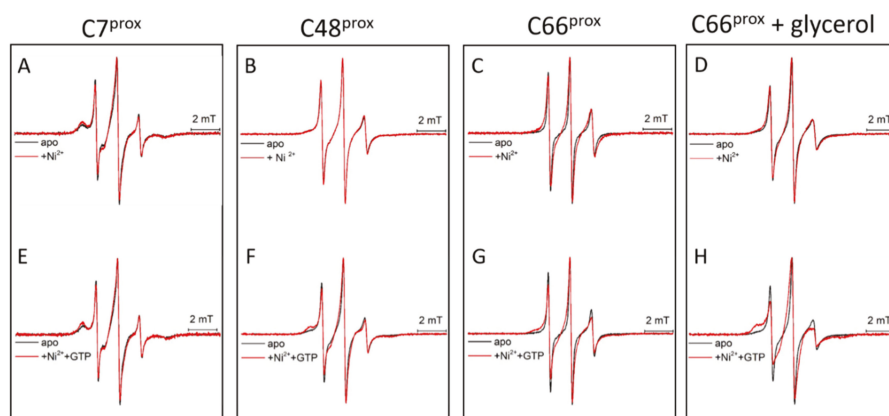 C7prox C48prox C66prox C66prox + glycerol
A B C D
2 mT 2 mT 2 mT 2 mT
apo apo apo apo
+Ni2+ + Ni 2+ +Ni2+ +Ni2+
E F G H
2 mT 2 mT 2 mT 2 mT
apo apo apo apo
+Ni2++GTP +Ni2++GTP +Ni2++GTP +Ni2++GTP